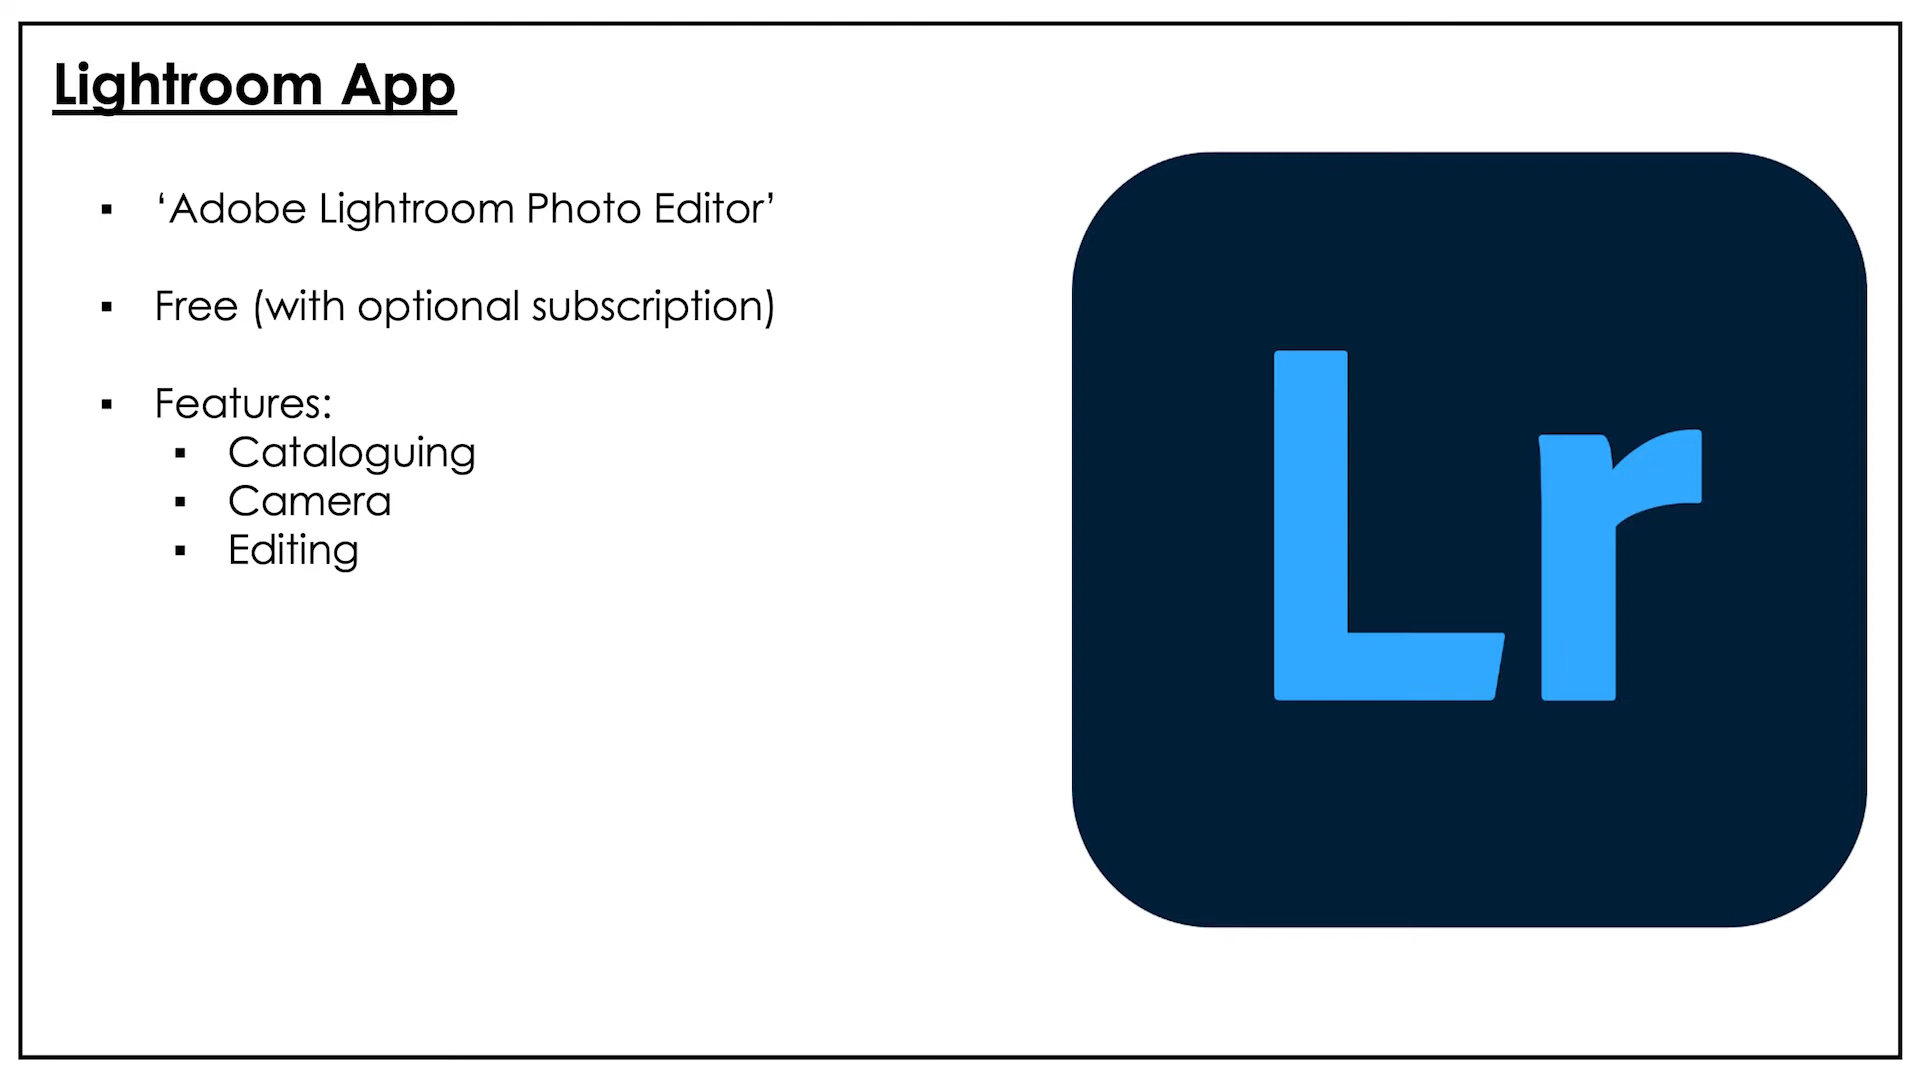 Lightroom App
▪ ‘Adobe Lightroom Photo Editor’
▪ Free (with optional subscription)
▪ Features:
▪ Cataloguing
▪ Camera
▪ Editing
Lr